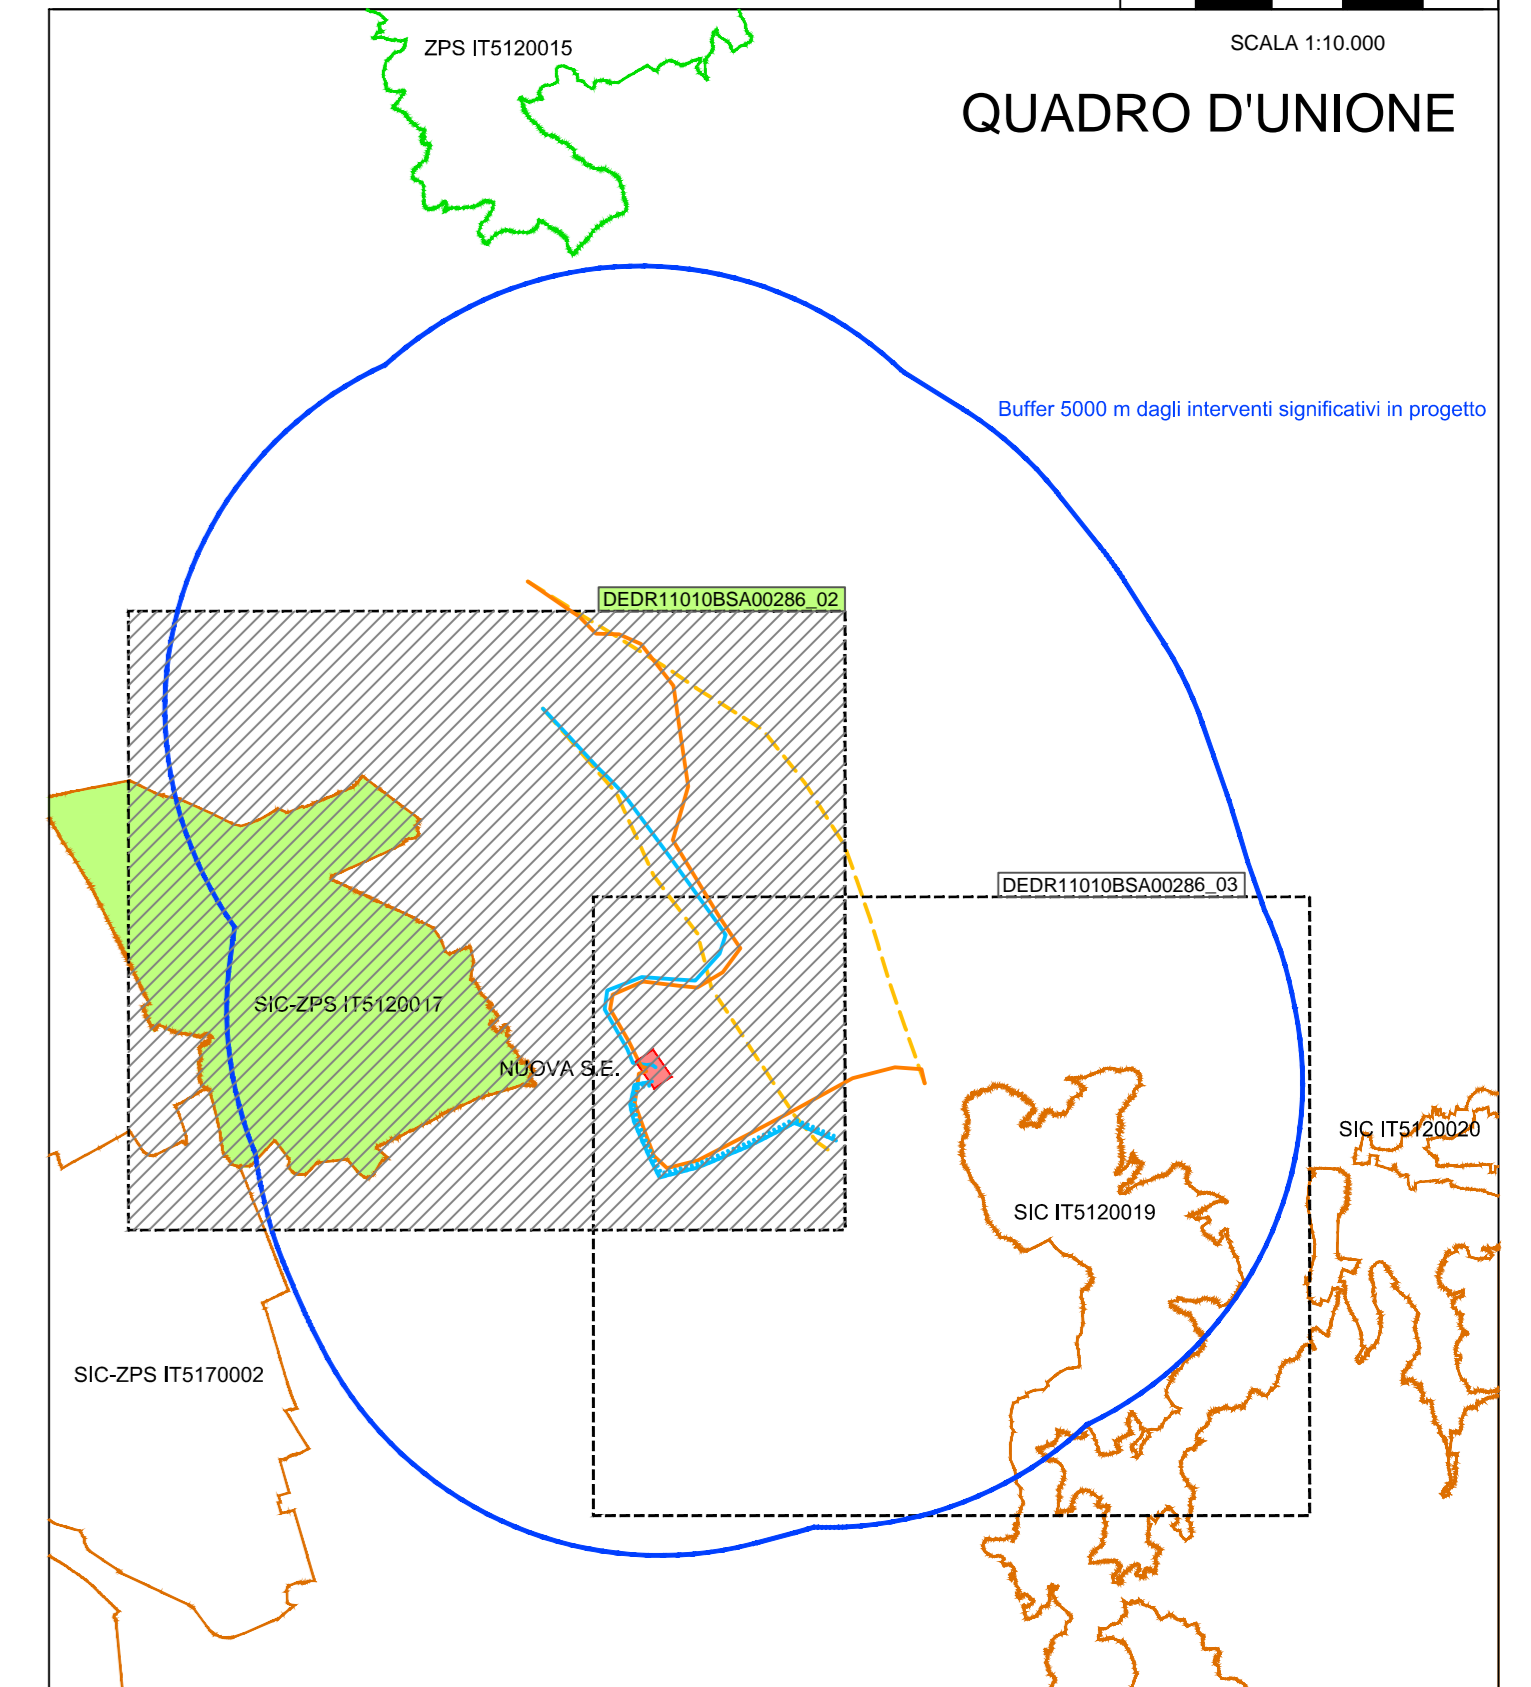 SCALA 1:10.000
ZPS IT5120015
QUADRO D'UNIONE
Buffer 5000 m dagli interventi significativi in progetto
DEDR11010BSA00286_02
DEDR11010BSA00286_03
SIC-ZPS IT5120017
NUOVA S.E.
SIC IT5120020
SIC IT5120019
SIC-ZPS IT5170002